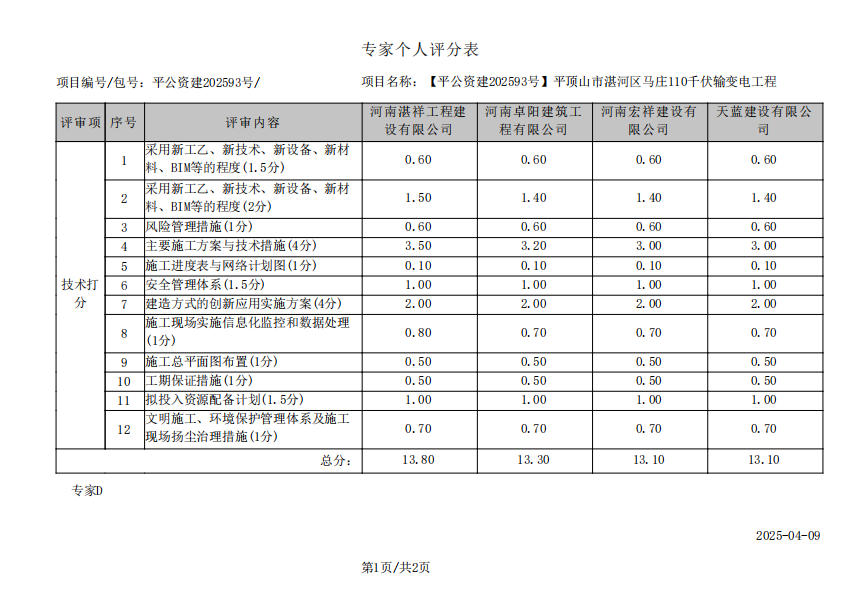 专家个人评分表
项目编号/包号: 平公资建202593号/ 项目名称: 【平公资建202593号】平顶山市湛河区马庄110千伏输变电工程
评审项 序号 评审内容 河南湛祥工程建设有限公司 河南卓阳建筑工程有限公司 河南宏祥建设有限公司 天蓝建设有限公司
技术打分
1 采用新工乙、新技术、新设备、新材料、BIM等的程度(1.5分) 0.60 0.60 0.60 0.60
2 采用新工乙、新技术、新设备、新材料、BIM等的程度(2分) 1.50 1.40 1.40 1.40
3 风险管理措施(1分) 0.60 0.60 0.60 0.60
4 主要施工方案与技术措施(4分) 3.50 3.20 3.00 3.00
5 施工进度表与网络计划图(1分) 0.10 0.10 0.10 0.10
6 安全管理体系(1.5分) 1.00 1.00 1.00 1.00
7 建造方式的创新应用实施方案(4分) 2.00 2.00 2.00 2.00
8 施工现场实施信息化监控和数据处理(1分) 0.80 0.70 0.70 0.70
9 施工总平面图布置(1分) 0.50 0.50 0.50 0.50
10 工期保证措施(1分) 0.50 0.50 0.50 0.50
11 拟投入资源配备计划(1.5分) 1.00 1.00 1.00 1.00
12 文明施工、环境保护管理体系及施工现场扬尘治理措施(1分) 0.70 0.70 0.70 0.70
总分: 13.80 13.30 13.10 13.10
专家D
2025-04-09
第1页/共2页